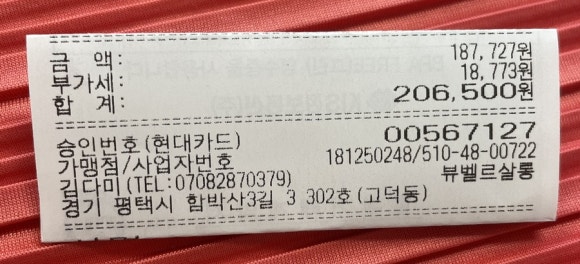 금 액: 187,727원
부가세: 18,773원
합 계: 206,500원
승인번호(현대카드) 00567127
가맹점/사업자번호 181250248/510-48-00722
뷰벨르살롱
김다미(TEL:07082870379)
경기 평택시 함박산3길 3 302호(고덕동)